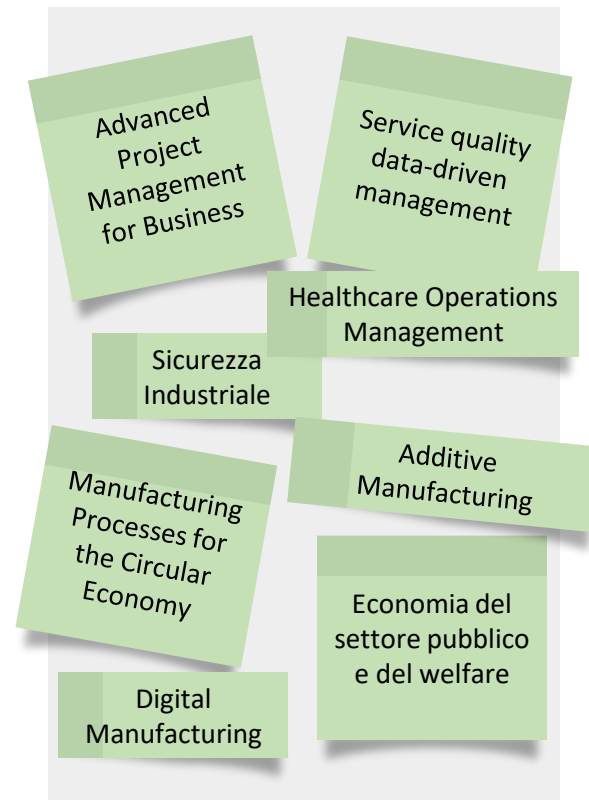 Advanced
Project
Management
for Business
Service quality
data-driven
management
Healthcare Operations
Management
Sicurezza
Industriale
Additive
Manufacturing
Manufacturing
Processes for
the Circular
Economy
Economia del
settore pubblico
e del welfare
Digital
Manufacturing